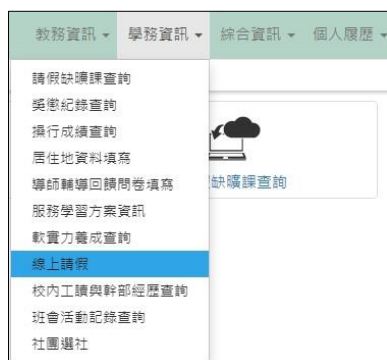 教務資訊 學務資訊 綜合資訊 個人履歷
請假缺曠課查詢
獎懲紀錄查詢
操行成績查詢
居住地資料填寫
導師輔導回饋問卷填寫
缺曠課查詢
服務學習方案資訊
軟實力養成查詢
線上請假
校內工讀與幹部經歷查詢
班會活動記錄查詢
社團選社